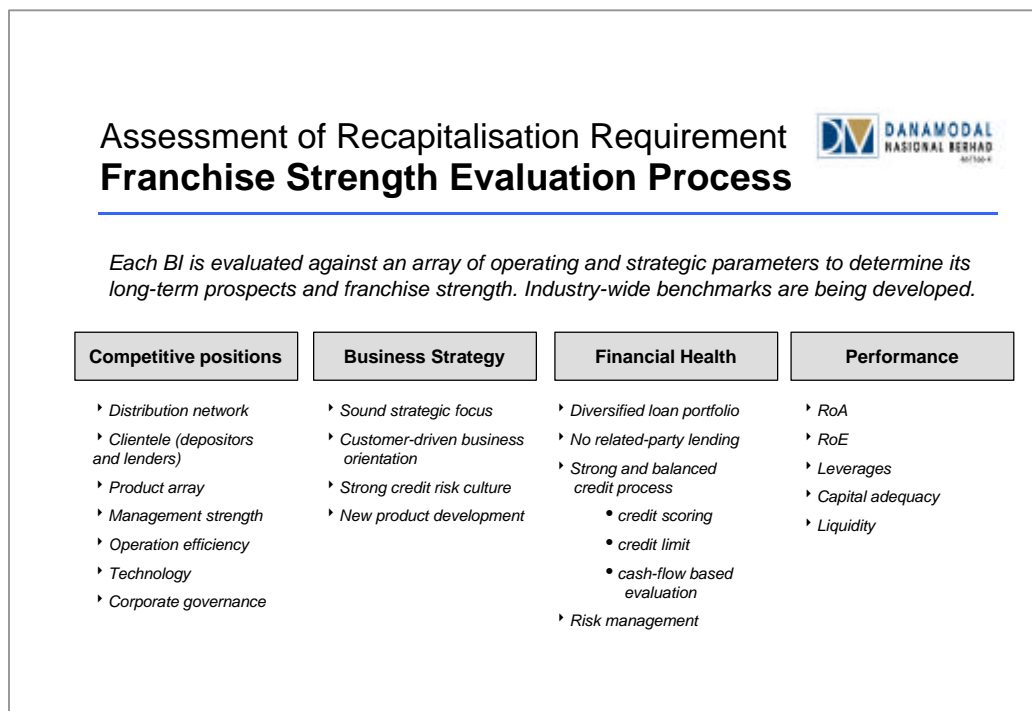 Assessment of Recapitalisation Requirement
Franchise Strength Evaluation Process
DANAMODAL
NASIONAL BERHAD
Each BI is evaluated against an array of operating and strategic parameters to determine its
long-term prospects and franchise strength. Industry-wide benchmarks are being developed.
Competitive positions
‣ Distribution network
‣ Clientele (depositors
and lenders)
‣ Product array
‣ Management strength
‣ Operation efficiency
‣ Technology
‣ Corporate governance
Business Strategy
‣ Sound strategic focus
‣ Customer-driven business
orientation
‣ Strong credit risk culture
‣ New product development
Financial Health
‣ Diversified loan portfolio
‣ No related-party lending
‣ Strong and balanced
credit process
• credit scoring
• credit limit
• cash-flow based
evaluation
‣ Risk management
Performance
‣ RoA
‣ RoE
‣ Leverages
‣ Capital adequacy
‣ Liquidity